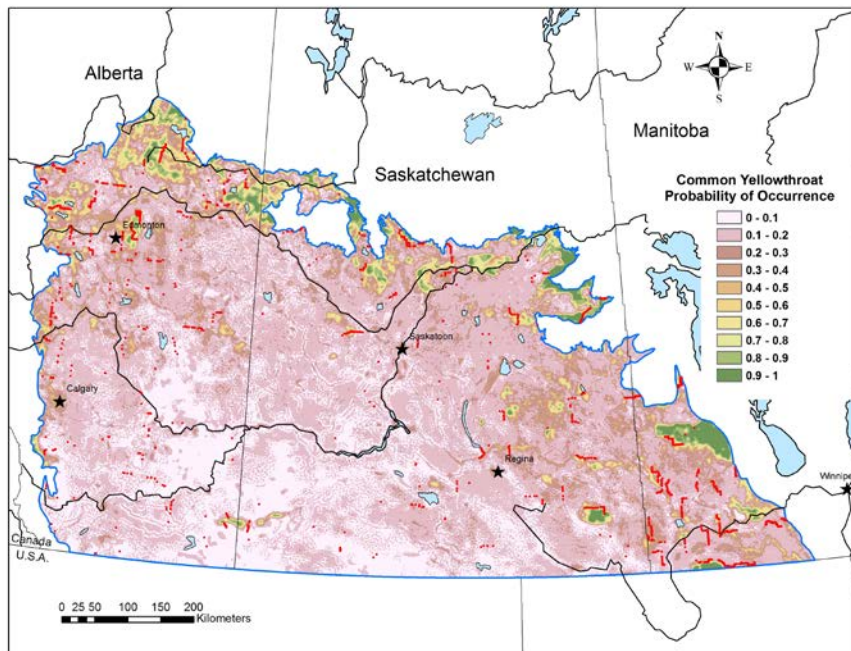 Alberta
N
W E
S
Manitoba
Saskatchewan
Common Yellowthroat
Probability of Occurrence
0 - 0.1
0.1 - 0.2
0.2 - 0.3
0.3 - 0.4
0.4 - 0.5
0.5 - 0.6
0.6 - 0.7
0.7 - 0.8
0.8 - 0.9
0.9 - 1
Edmonton
Saskatoon
Calgary
Regina
Winnipe
Canada
U.S.A.
0 25 50 100 150 200
Kilometers